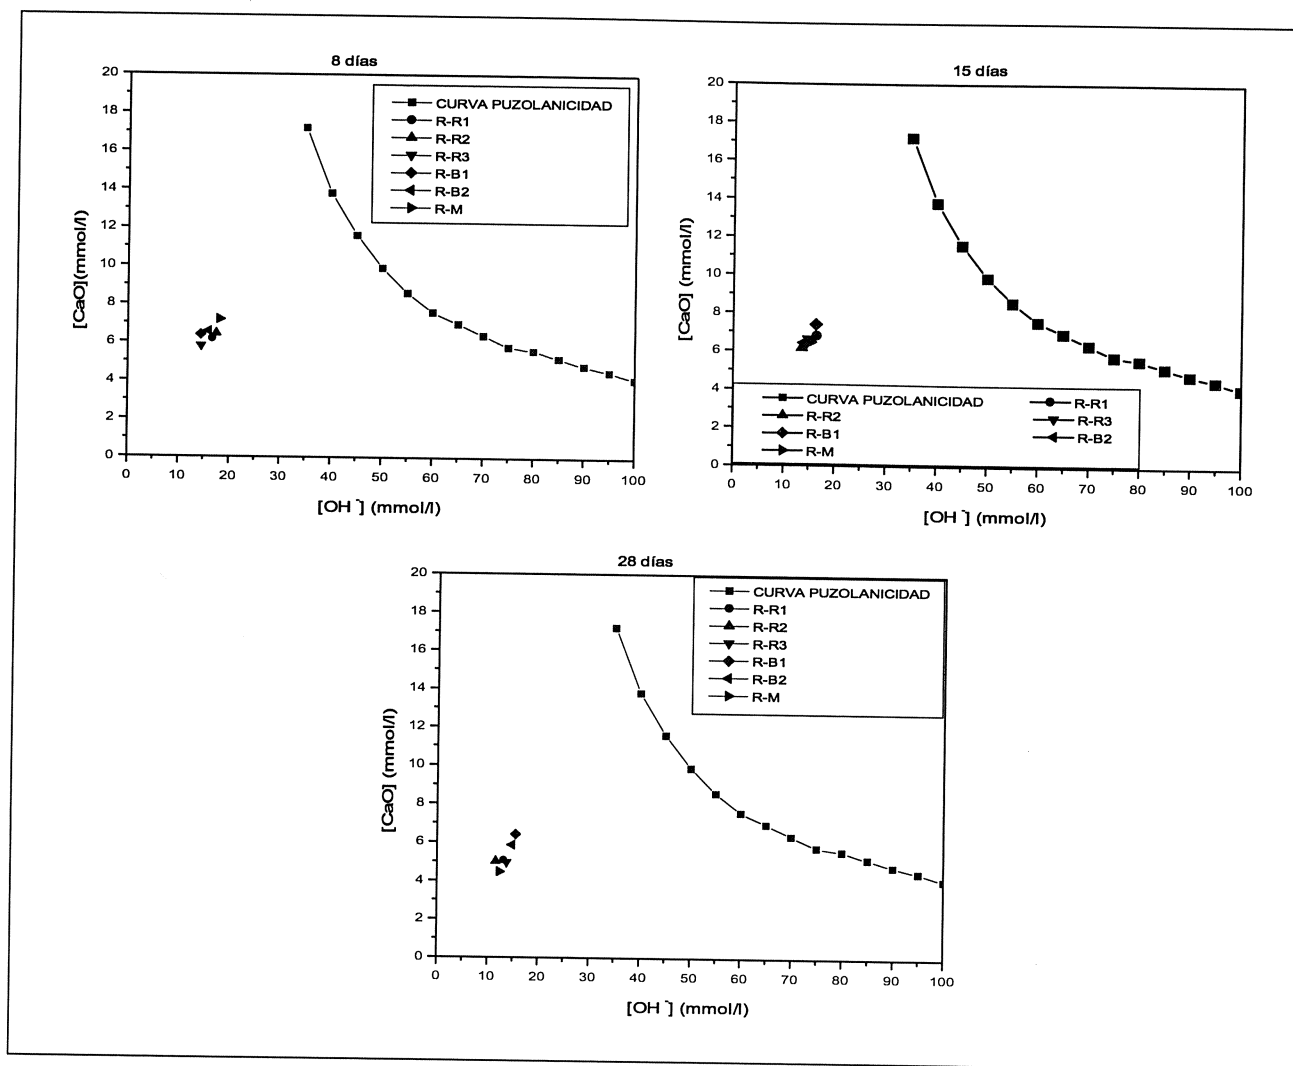 8 días
20
18
16
14
12
10
8
6
4
2
0
[CaO](mmol/l)
CURVA PUZOLANICIDAD
R-R1
R-R2
R-R3
R-B1
R-B2
R-M
0 10 20 30 40 50 60 70 80 90 100
[OH⁻] (mmol/l)
15 días
20
18
16
14
12
10
8
6
4
2
0
[CaO] (mmol/l)
CURVA PUZOLANICIDAD R-R1
R-R2 R-R3
R-B1 R-B2
R-M
0 10 20 30 40 50 60 70 80 90 100
[OH⁻] (mmol/l)
28 días
20
18
16
14
12
10
8
6
4
2
0
[CaO] (mmol/l)
CURVA PUZOLANICIDAD
R-R1
R-R2
R-R3
R-B1
R-B2
R-M
0 10 20 30 40 50 60 70 80 90 100
[OH⁻] (mmol/l)